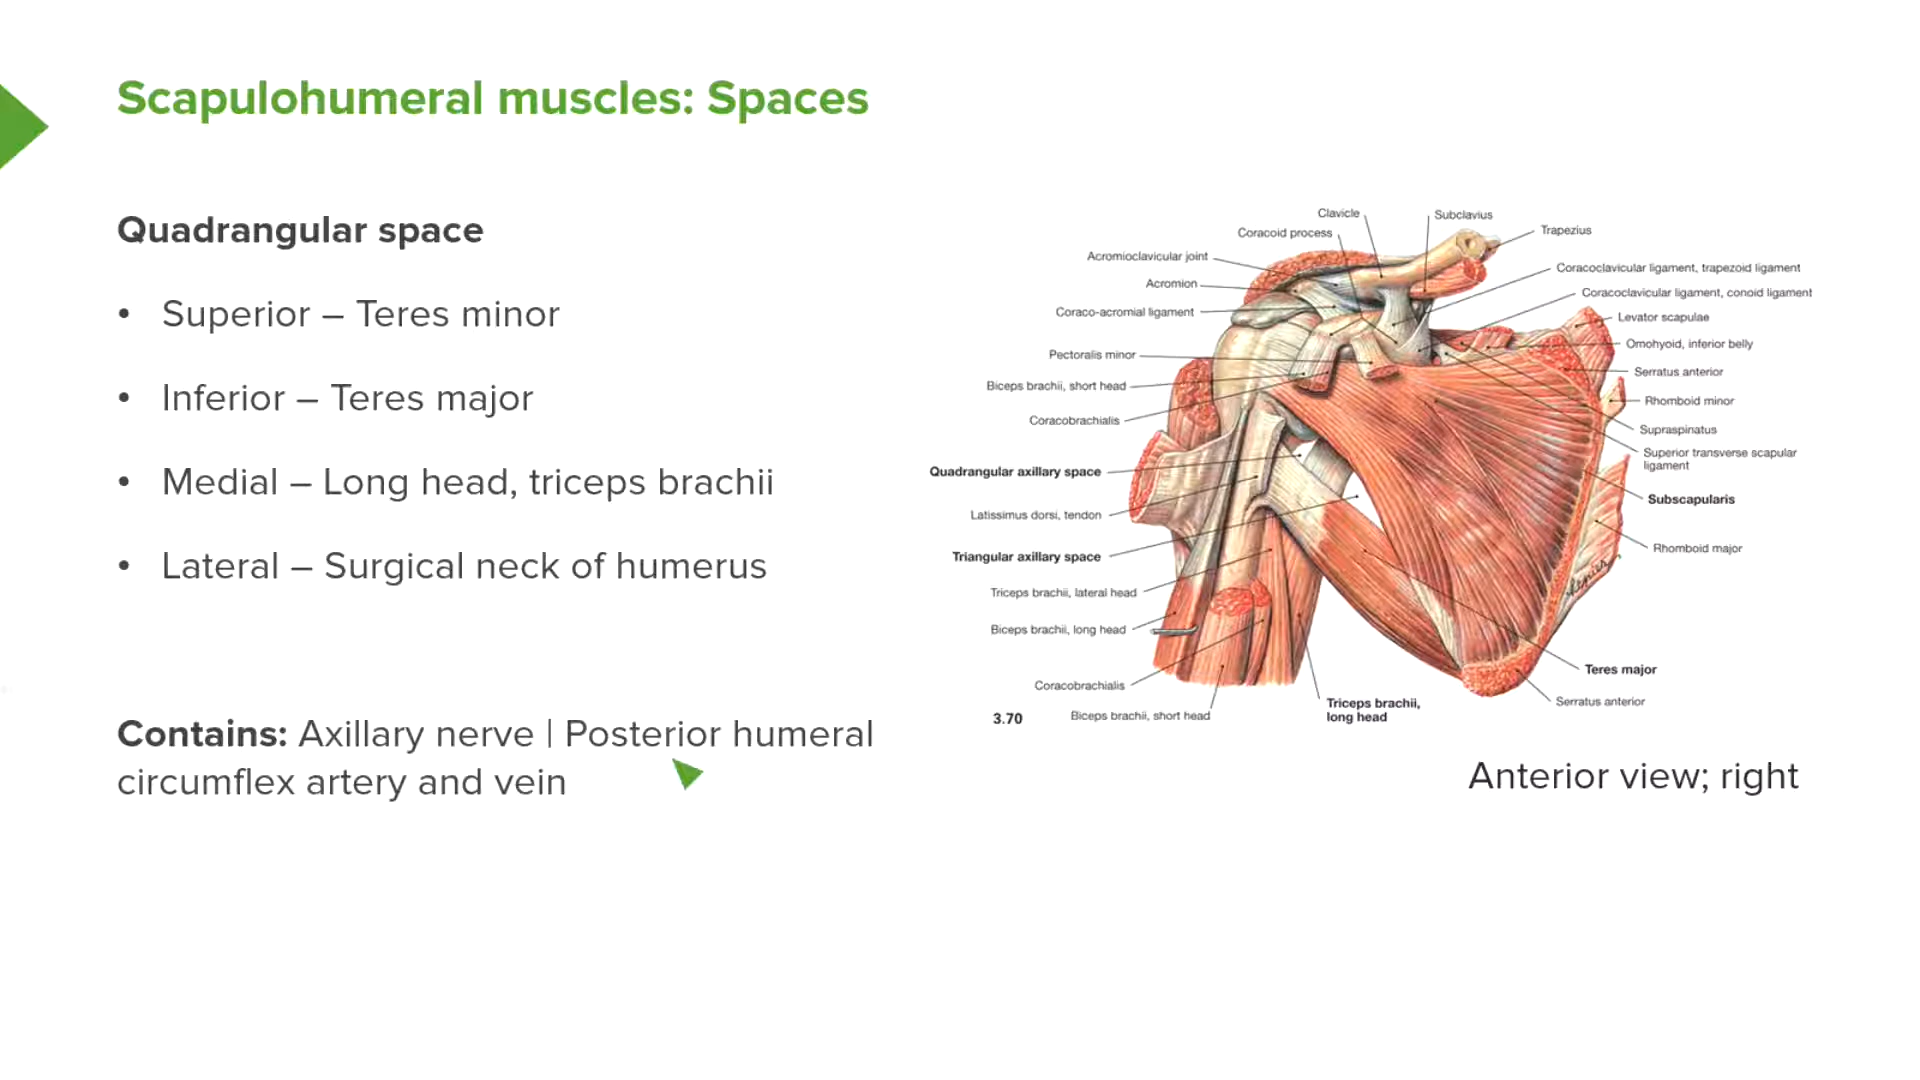 Scapulohumeral muscles: Spaces
Quadrangular space
• Superior – Teres minor
• Inferior – Teres major
• Medial – Long head, triceps brachii
• Lateral – Surgical neck of humerus
Contains: Axillary nerve | Posterior humeral
circumflex artery and vein
Clavicle
Subclavius
Coracoid process
Trapezius
Acromioclavicular joint
Coracoclavicular ligament, trapezoid ligament
Acromion
Coracoclavicular ligament, conoid ligament
Coraco-acromial ligament
Levator scapulae
Omohyoid, inferior belly
Pectoralis minor
Serratus anterior
Biceps brachii, short head
Rhomboid minor
Coracobrachialis
Supraspinatus
Superior transverse scapular
ligament
Quadrangular axillary space
Subscapularis
Latissimus dorsi, tendon
Rhomboid major
Triangular axillary space
Triceps brachii, lateral head
Biceps brachii, long head
Teres major
Coracobrachialis
Serratus anterior
Triceps brachii,
long head
3.70
Biceps brachii, short head
Anterior view; right